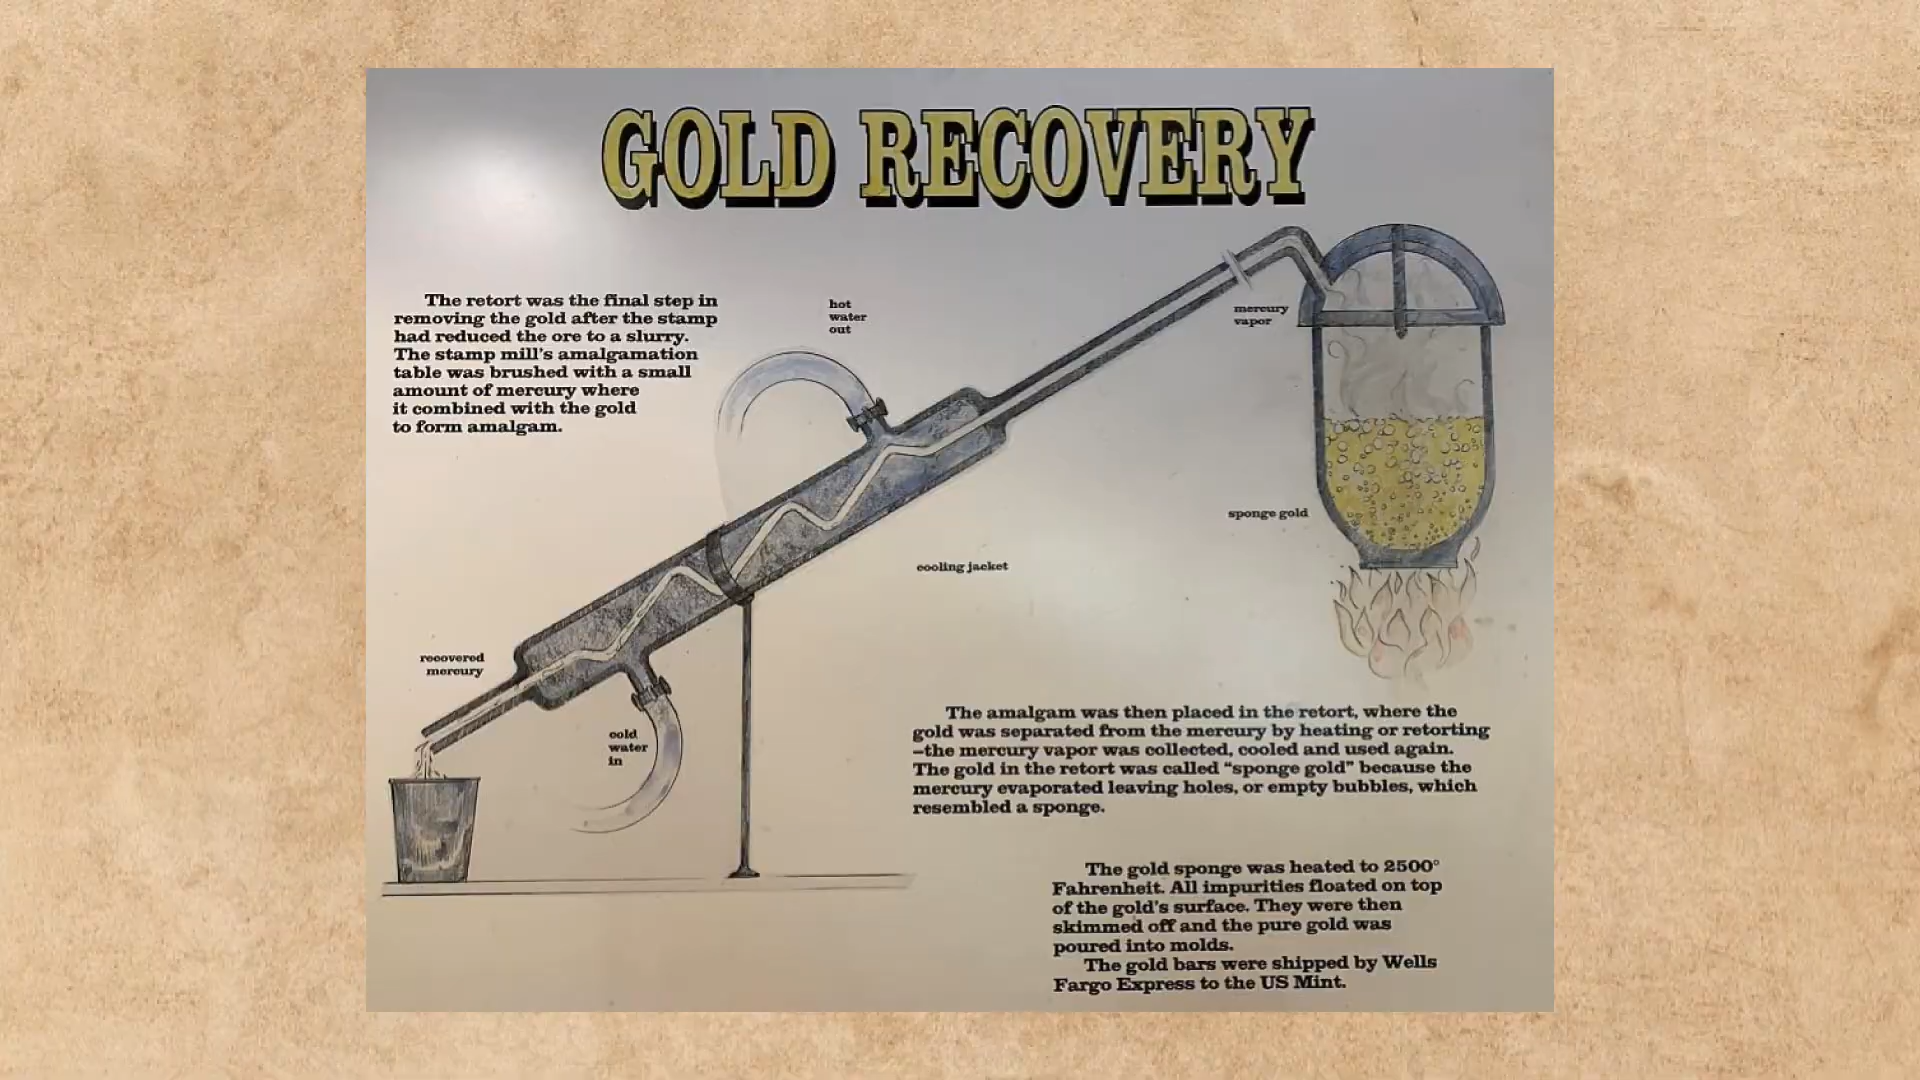 GOLD RECOVERY
The retort was the final step in
removing the gold after the stamp
had reduced the ore to a slurry.
The stamp mill's amalgamation
table was brushed with a small
amount of mercury where
it combined with the gold
to form amalgam.
hot
water
out
mercury
vapor
sponge gold
cooling jacket
recovered
mercury
cold
water
in
The amalgam was then placed in the retort, where the
gold was separated from the mercury by heating or retorting
–the mercury vapor was collected, cooled and used again.
The gold in the retort was called "sponge gold" because the
mercury evaporated leaving holes, or empty bubbles, which
resembled a sponge.
The gold sponge was heated to 2500°
Fahrenheit. All impurities floated on top
of the gold's surface. They were then
skimmed off and the pure gold was
poured into molds.
The gold bars were shipped by Wells
Fargo Express to the US Mint.